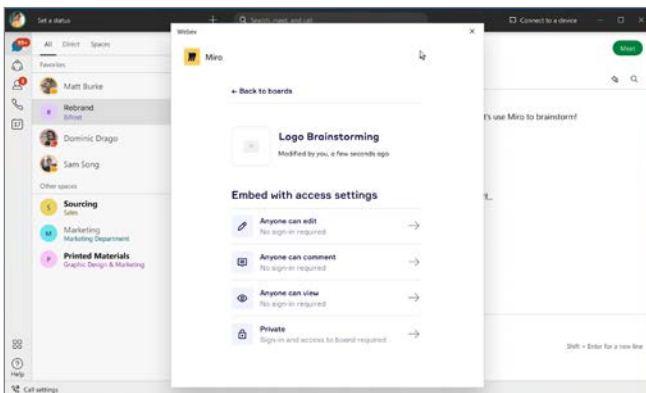 Set a status
Search, meet, and call
Connect to a device
99+
All Direct Spaces
Favorites
Matt Burke
R
Rebrand
Bifrost
Dominic Drago
Sam Song
Other spaces
S
Sourcing
Sales
M
Marketing
Marketing Department
P
Printed Materials
Graphic Design & Marketing
Help
Call settings
Webex
Miro
← Back to boards
Logo Brainstorming
Modified by you, a few seconds ago
Embed with access settings
Anyone can edit
No sign-in required
Anyone can comment
No sign-in required
Anyone can view
No sign-in required
Private
Sign-in and access to board required
Meet
t's use Miro to brainstorm!
Shift + Enter for a new line